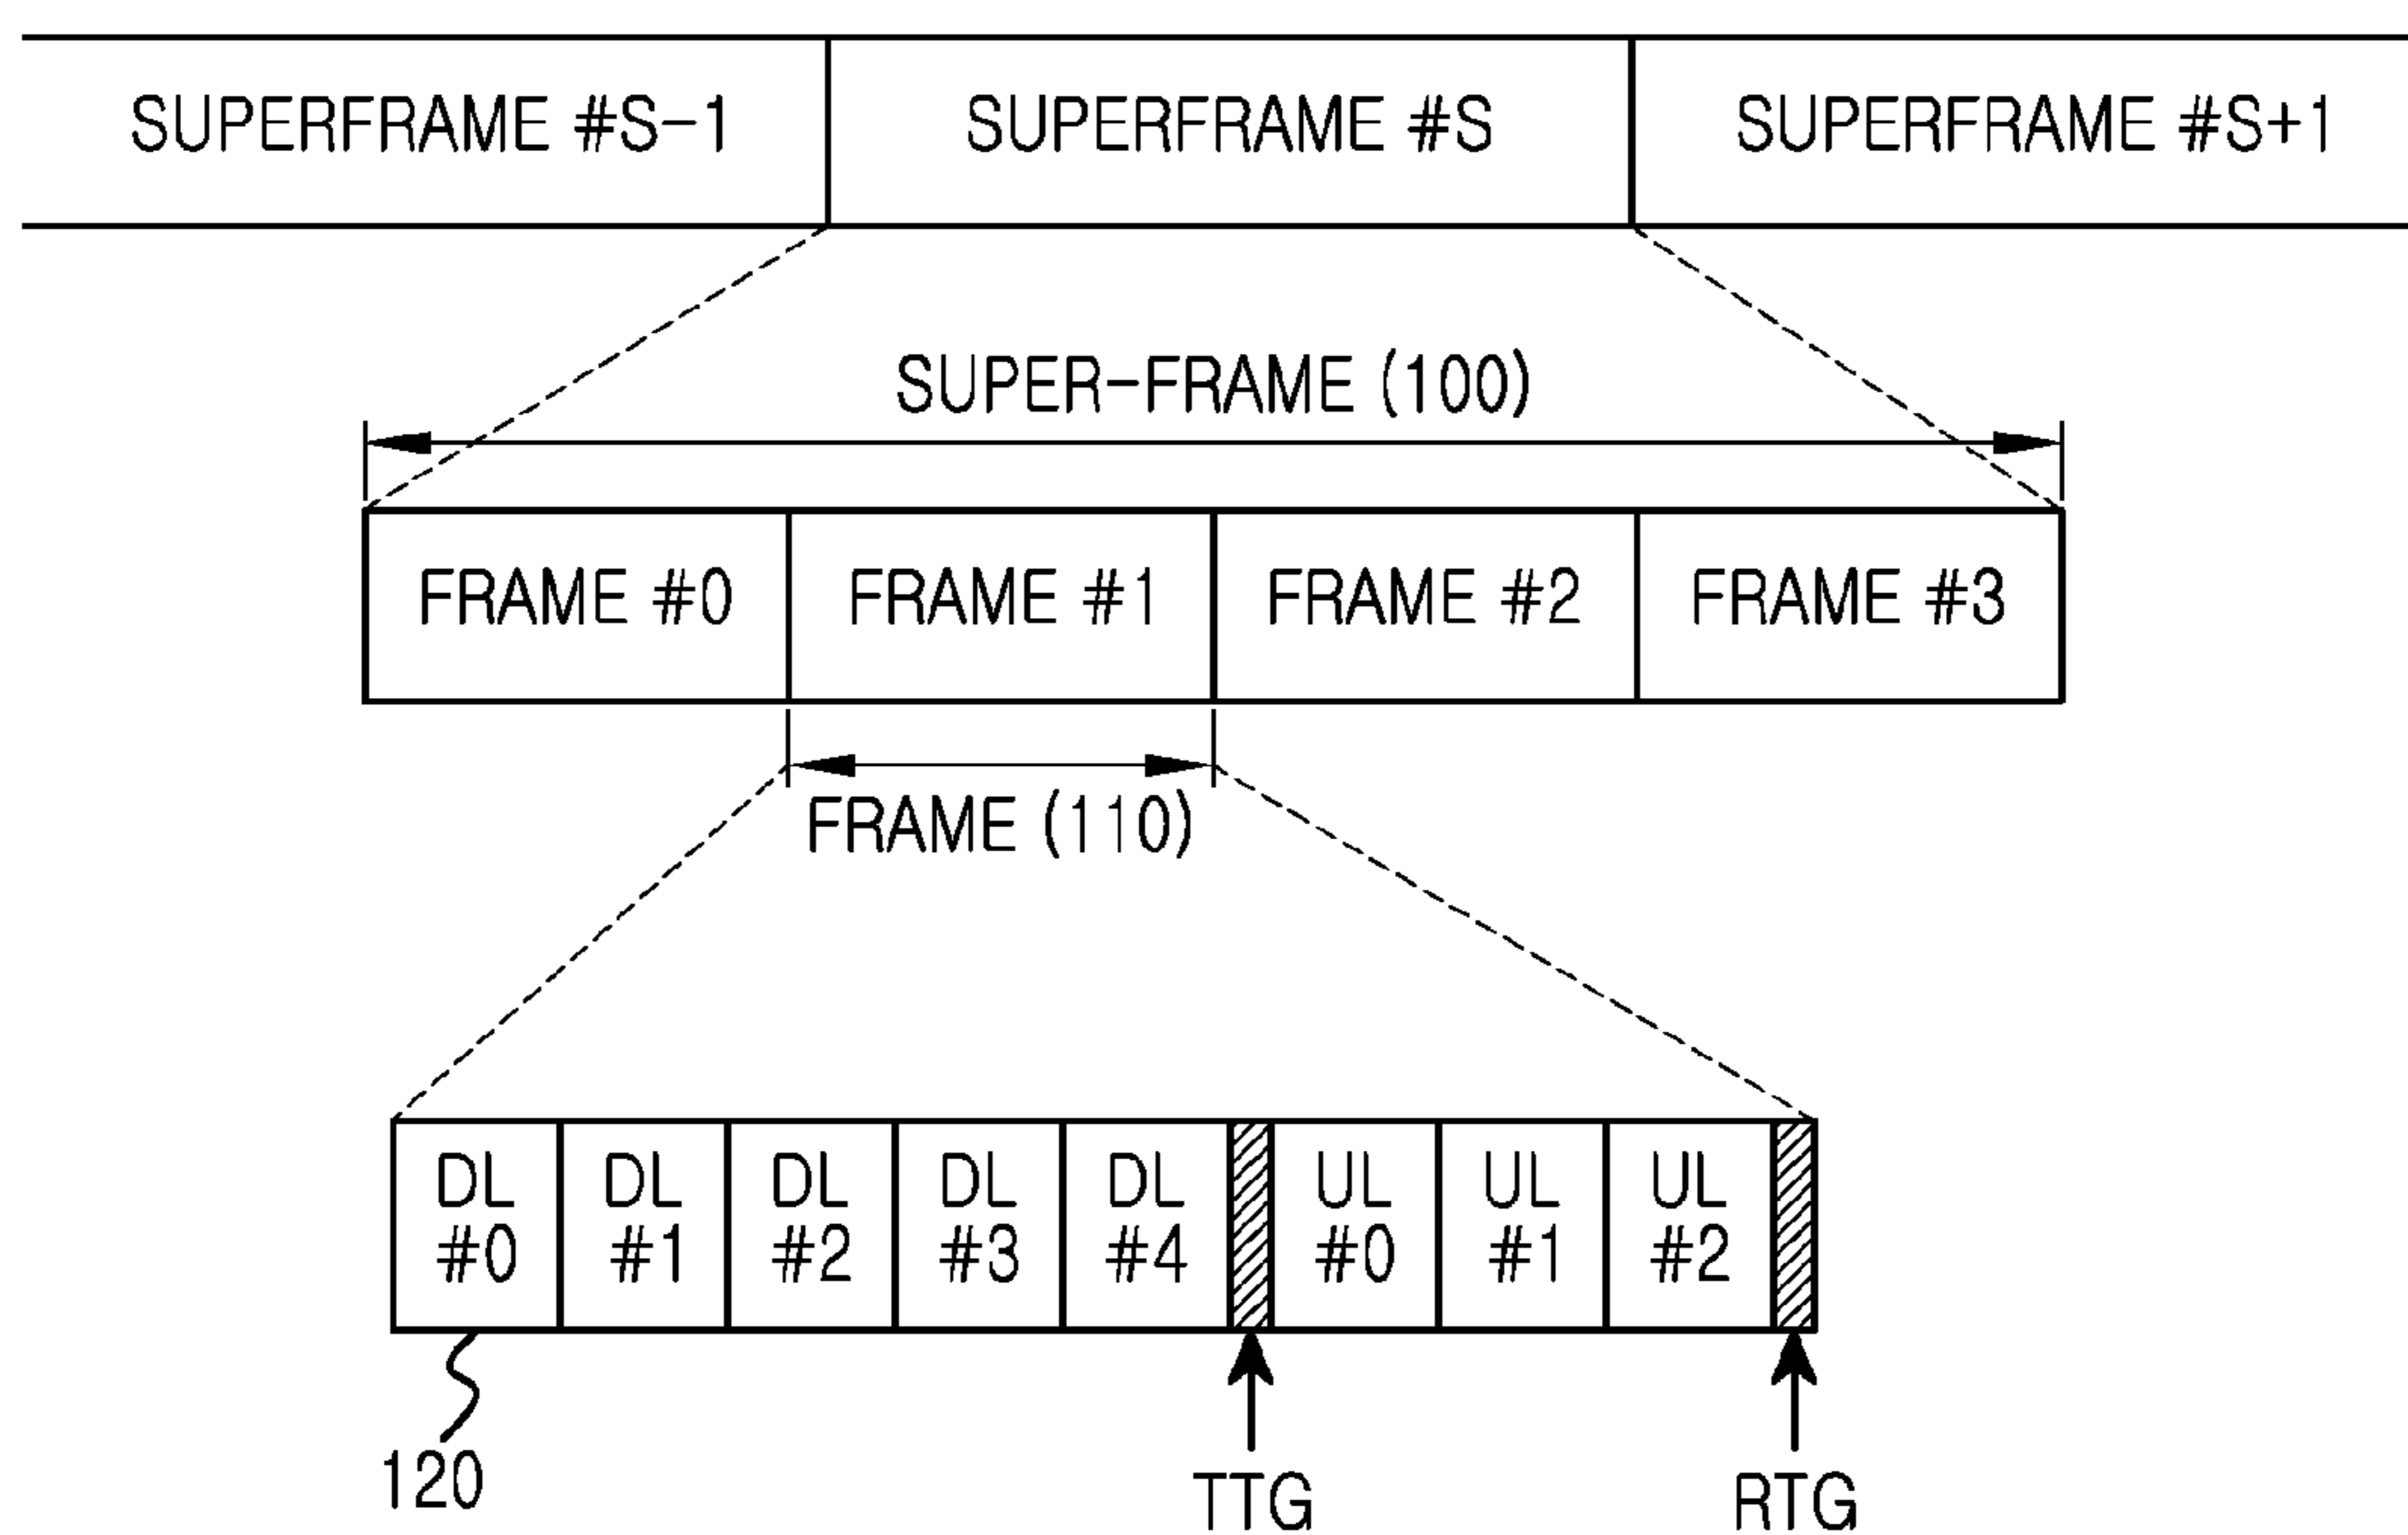 SUPERFRAME #S-1 SUPERFRAME #S SUPERFRAME #S+1
SUPER-FRAME (100)
FRAME #0 FRAME #1 FRAME #2 FRAME #3
FRAME (110)
DL DL DL DL DL UL UL UL
#0 #1 #2 #3 #4 #0 #1 #2
120
TTG RTG